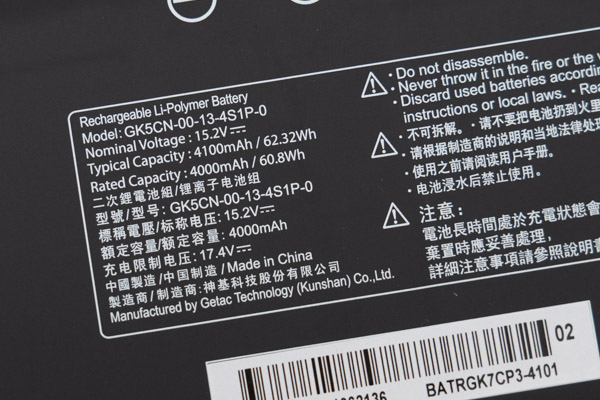 Rechargeable Li-Polymer Battery
Model: GK5CN-00-13-4S1P-0
Nominal Voltage : 15.2V⎓
Typical Capacity : 4100mAh / 62.32Wh
Rated Capacity : 4000mAh / 60.8Wh
二次鋰電池組/锂离子电池组
型號/型号: GK5CN-00-13-4S1P-0
標稱電壓/标称电压: 15.2V⎓
額定容量/额定容量: 4000mAh
充电限制电压: 17.4V⎓
中國製造/中国制造 / Made in China
製造商/制造商: 神基科技股份有限公司
Manufactured by Getac Technology (Kunshan) Co.,Ltd.
• Do not disassemble.
• Never throw it in the fire or the
• Discard used batteries
instructions or local laws. •
• 不可拆解。 • 请不要把电池扔到火里
• 请根据制造商的说明和当地法律处
• 使用之前请阅读用户手册。
• 电池浸水后禁止使用。
注意:
電池長時間處於充電狀態會
棄置時應妥善處理,
詳細注意事項請參照說明
02
BATRGK7CP3-4101